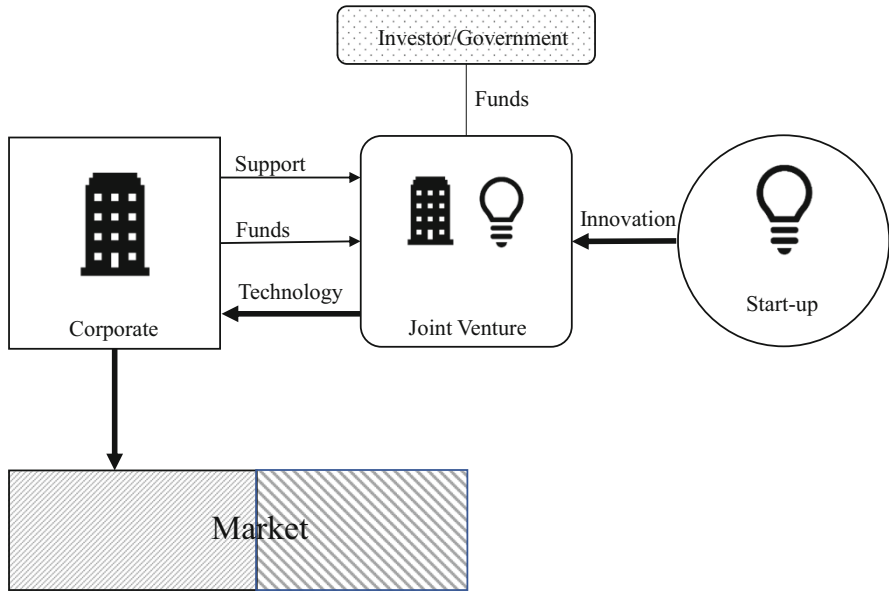 Investor/Government
Funds
Support
Funds
Technology
Innovation
Corporate
Joint Venture
Start-up
Market